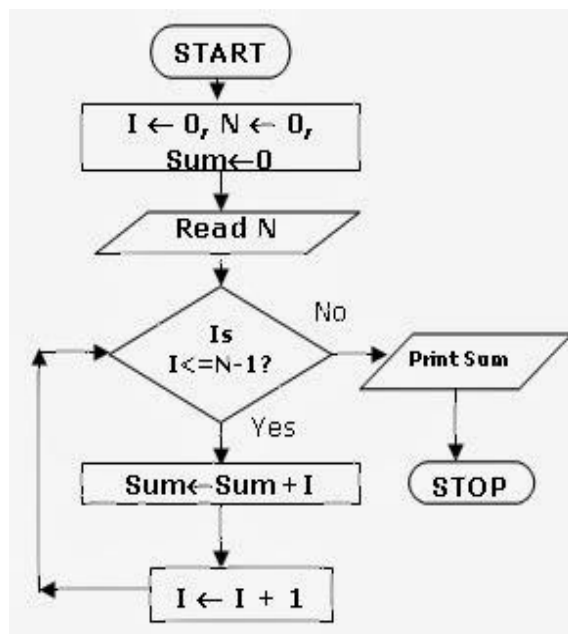 START
I ← 0, N ← 0,
Sum←0
Read N
Is
I<=N-1?
No
Print Sum
Yes
Sum←Sum+I
STOP
I ← I + 1